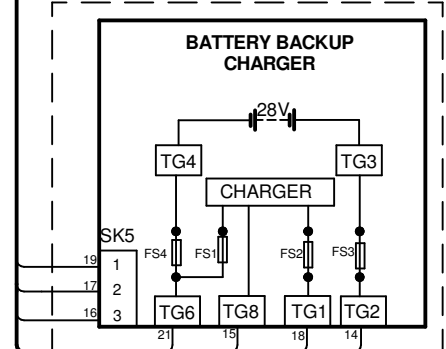 BATTERY BACKUP
CHARGER
28V
TG4
TG3
CHARGER
SK5
FS4
FS1
FS2
FS3
19
1
17
2
16
3
TG6
TG8
TG1
TG2
21
15
18
14